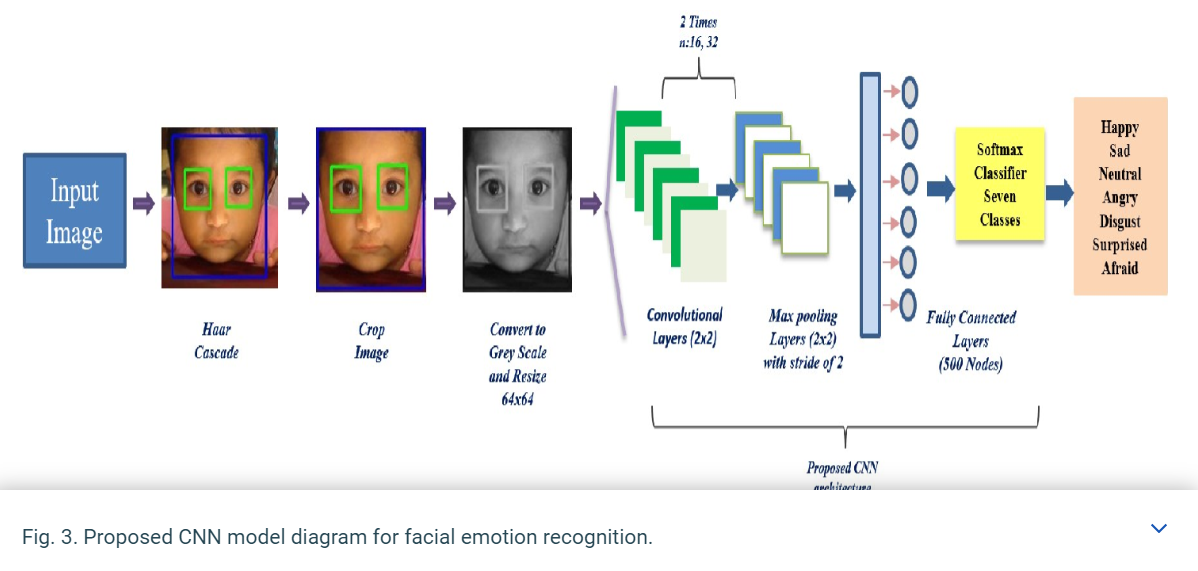 2 Times
n:16, 32
Input
Image
Haar
Cascade
Crop
Image
Convert to
Grey Scale
and Resize
64x64
Convolutional
Layers (2x2)
Max pooling
Layers (2x2)
with stride of 2
Fully Connected
Layers
(500 Nodes)
Softmax
Classifier
Seven
Classes
Happy
Sad
Neutral
Angry
Disgust
Surprised
Afraid
Proposed CNN
architecture
Fig. 3. Proposed CNN model diagram for facial emotion recognition.